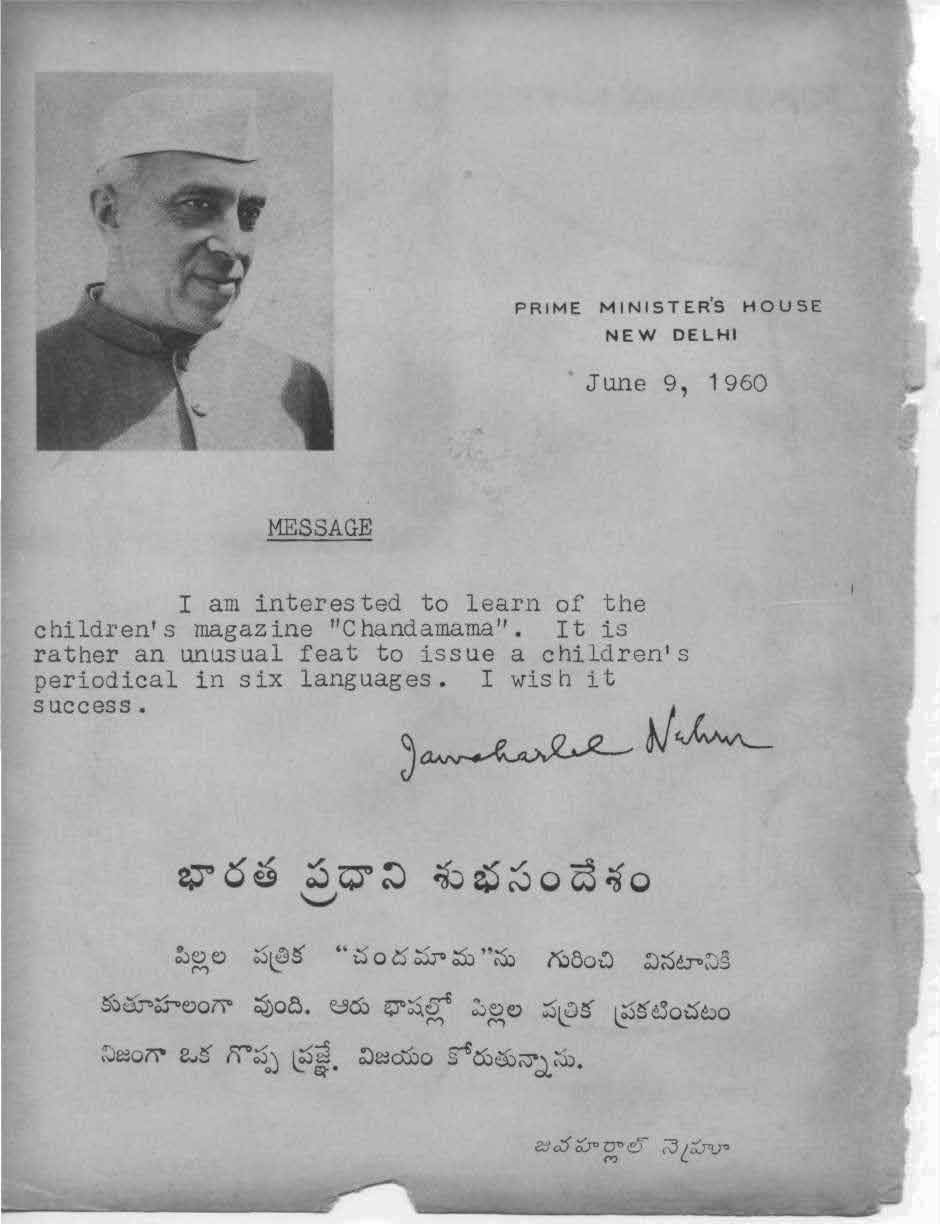 PRIME MINISTER'S HOUSE
NEW DELHI
June 9, 1960
MESSAGE
I am interested to learn of the
children's magazine "Chandamama". It is
rather an unusual feat to issue a children's
periodical in six languages. I wish it
success.
Jawaharlal Nehru
భారత ప్రధాని శుభసందేశం
పిల్లల పత్రిక “చందమామ”ను గురించి వినటానికి
కుతూహలంగా వుంది. ఆరు భాషల్లో పిల్లల పత్రిక ప్రకటించటం
నిజంగా ఒక గొప్ప ప్రజ్ఞే. విజయం కోరుతున్నాను.
జవహర్లాల్ నెహ్రూ